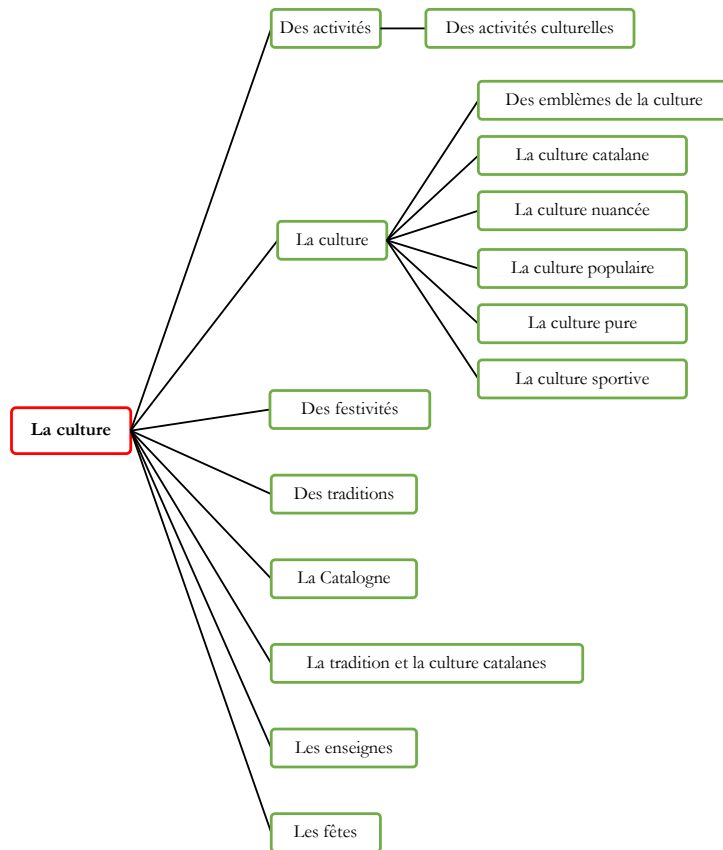 Des activités
Des activités culturelles
Des emblèmes de la culture
La culture catalane
La culture nuancée
La culture
La culture populaire
La culture pure
La culture sportive
La culture
Des festivités
Des traditions
La Catalogne
La tradition et la culture catalanes
Les enseignes
Les fêtes